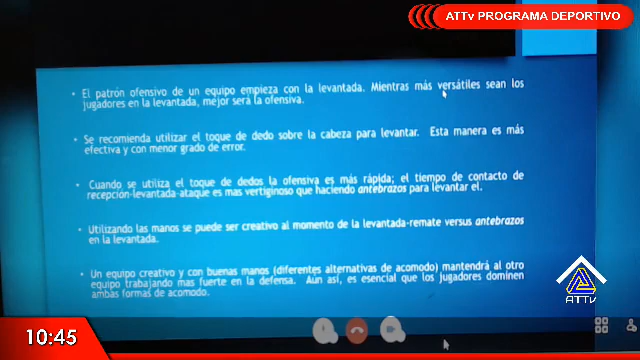 ATTv PROGRAMA DEPORTIVO
El patrón ofensivo de un equipo empieza con la levantada. Mientras más versátiles sean los
jugadores en la levantada, mejor será la ofensiva.
Se recomienda utilizar el toque de dedo sobre la cabeza para levantar. Esta manera es más
efectiva y con menor grado de error.
Cuando se utiliza el toque de dedos la ofensiva es más rápida; el tiempo de contacto de
recepción-levantada-ataque es mas vertiginoso que haciendo antebrazos para levantar el.
Utilizando las manos se puede ser creativo al momento de la levantada-remate versus antebrazos
en la levantada.
Un equipo creativo y con buenas manos (diferentes alternativas de acomodo) mantendrá al otro
equipo trabajando mas fuerte en la defensa. Aún así, es esencial que los jugadores dominen
ambas formas de acomodo.
ATTv
10:45